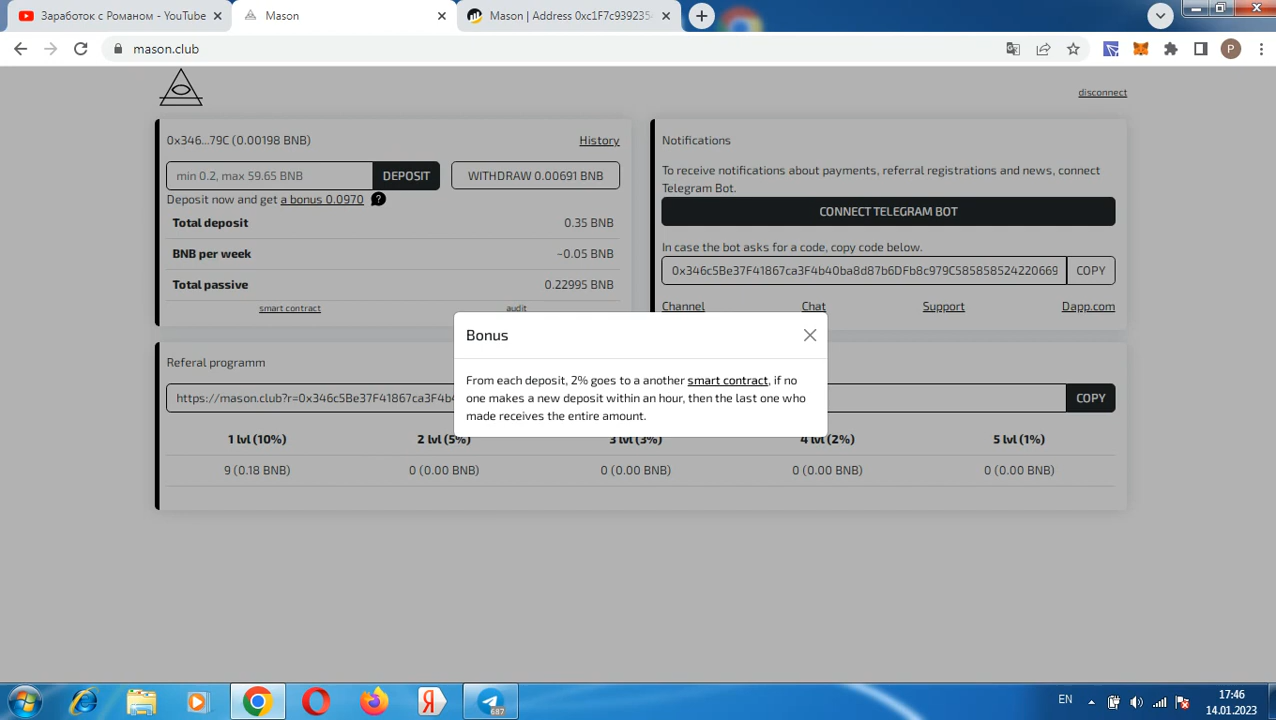 Заработок с Романом - YouTube
Mason
Mason | Address 0xc1F7c939235
mason.club
P
disconnect
0x346...79C (0.00198 BNB)
History
min 0.2, max 59.65 BNB
DEPOSIT
WITHDRAW 0.00691 BNB
Deposit now and get a bonus 0.0970 ?
Total deposit
0.35 BNB
BNB per week
~0.05 BNB
Total passive
0.22995 BNB
smart contract
audit
Notifications
To receive notifications about payments, referral registrations and news, connect
Telegram Bot.
CONNECT TELEGRAM BOT
In case the bot asks for a code, copy code below.
0x346c5Be37F41867ca3F4b40ba8d87b6DFb8c979C585858524220669
COPY
Channel
Chat
Support
Dapp.com
Bonus
From each deposit, 2% goes to a another smart contract, if no
one makes a new deposit within an hour, then the last one who
made receives the entire amount.
Referal programm
https://mason.club?r=0x346c5Be37F41867ca3F4b4
COPY
1 lvl (10%)
2 lvl (5%)
3 lvl (3%)
4 lvl (2%)
5 lvl (1%)
9 (0.18 BNB)
0 (0.00 BNB)
0 (0.00 BNB)
0 (0.00 BNB)
0 (0.00 BNB)
687
EN
17:46
14.01.2023